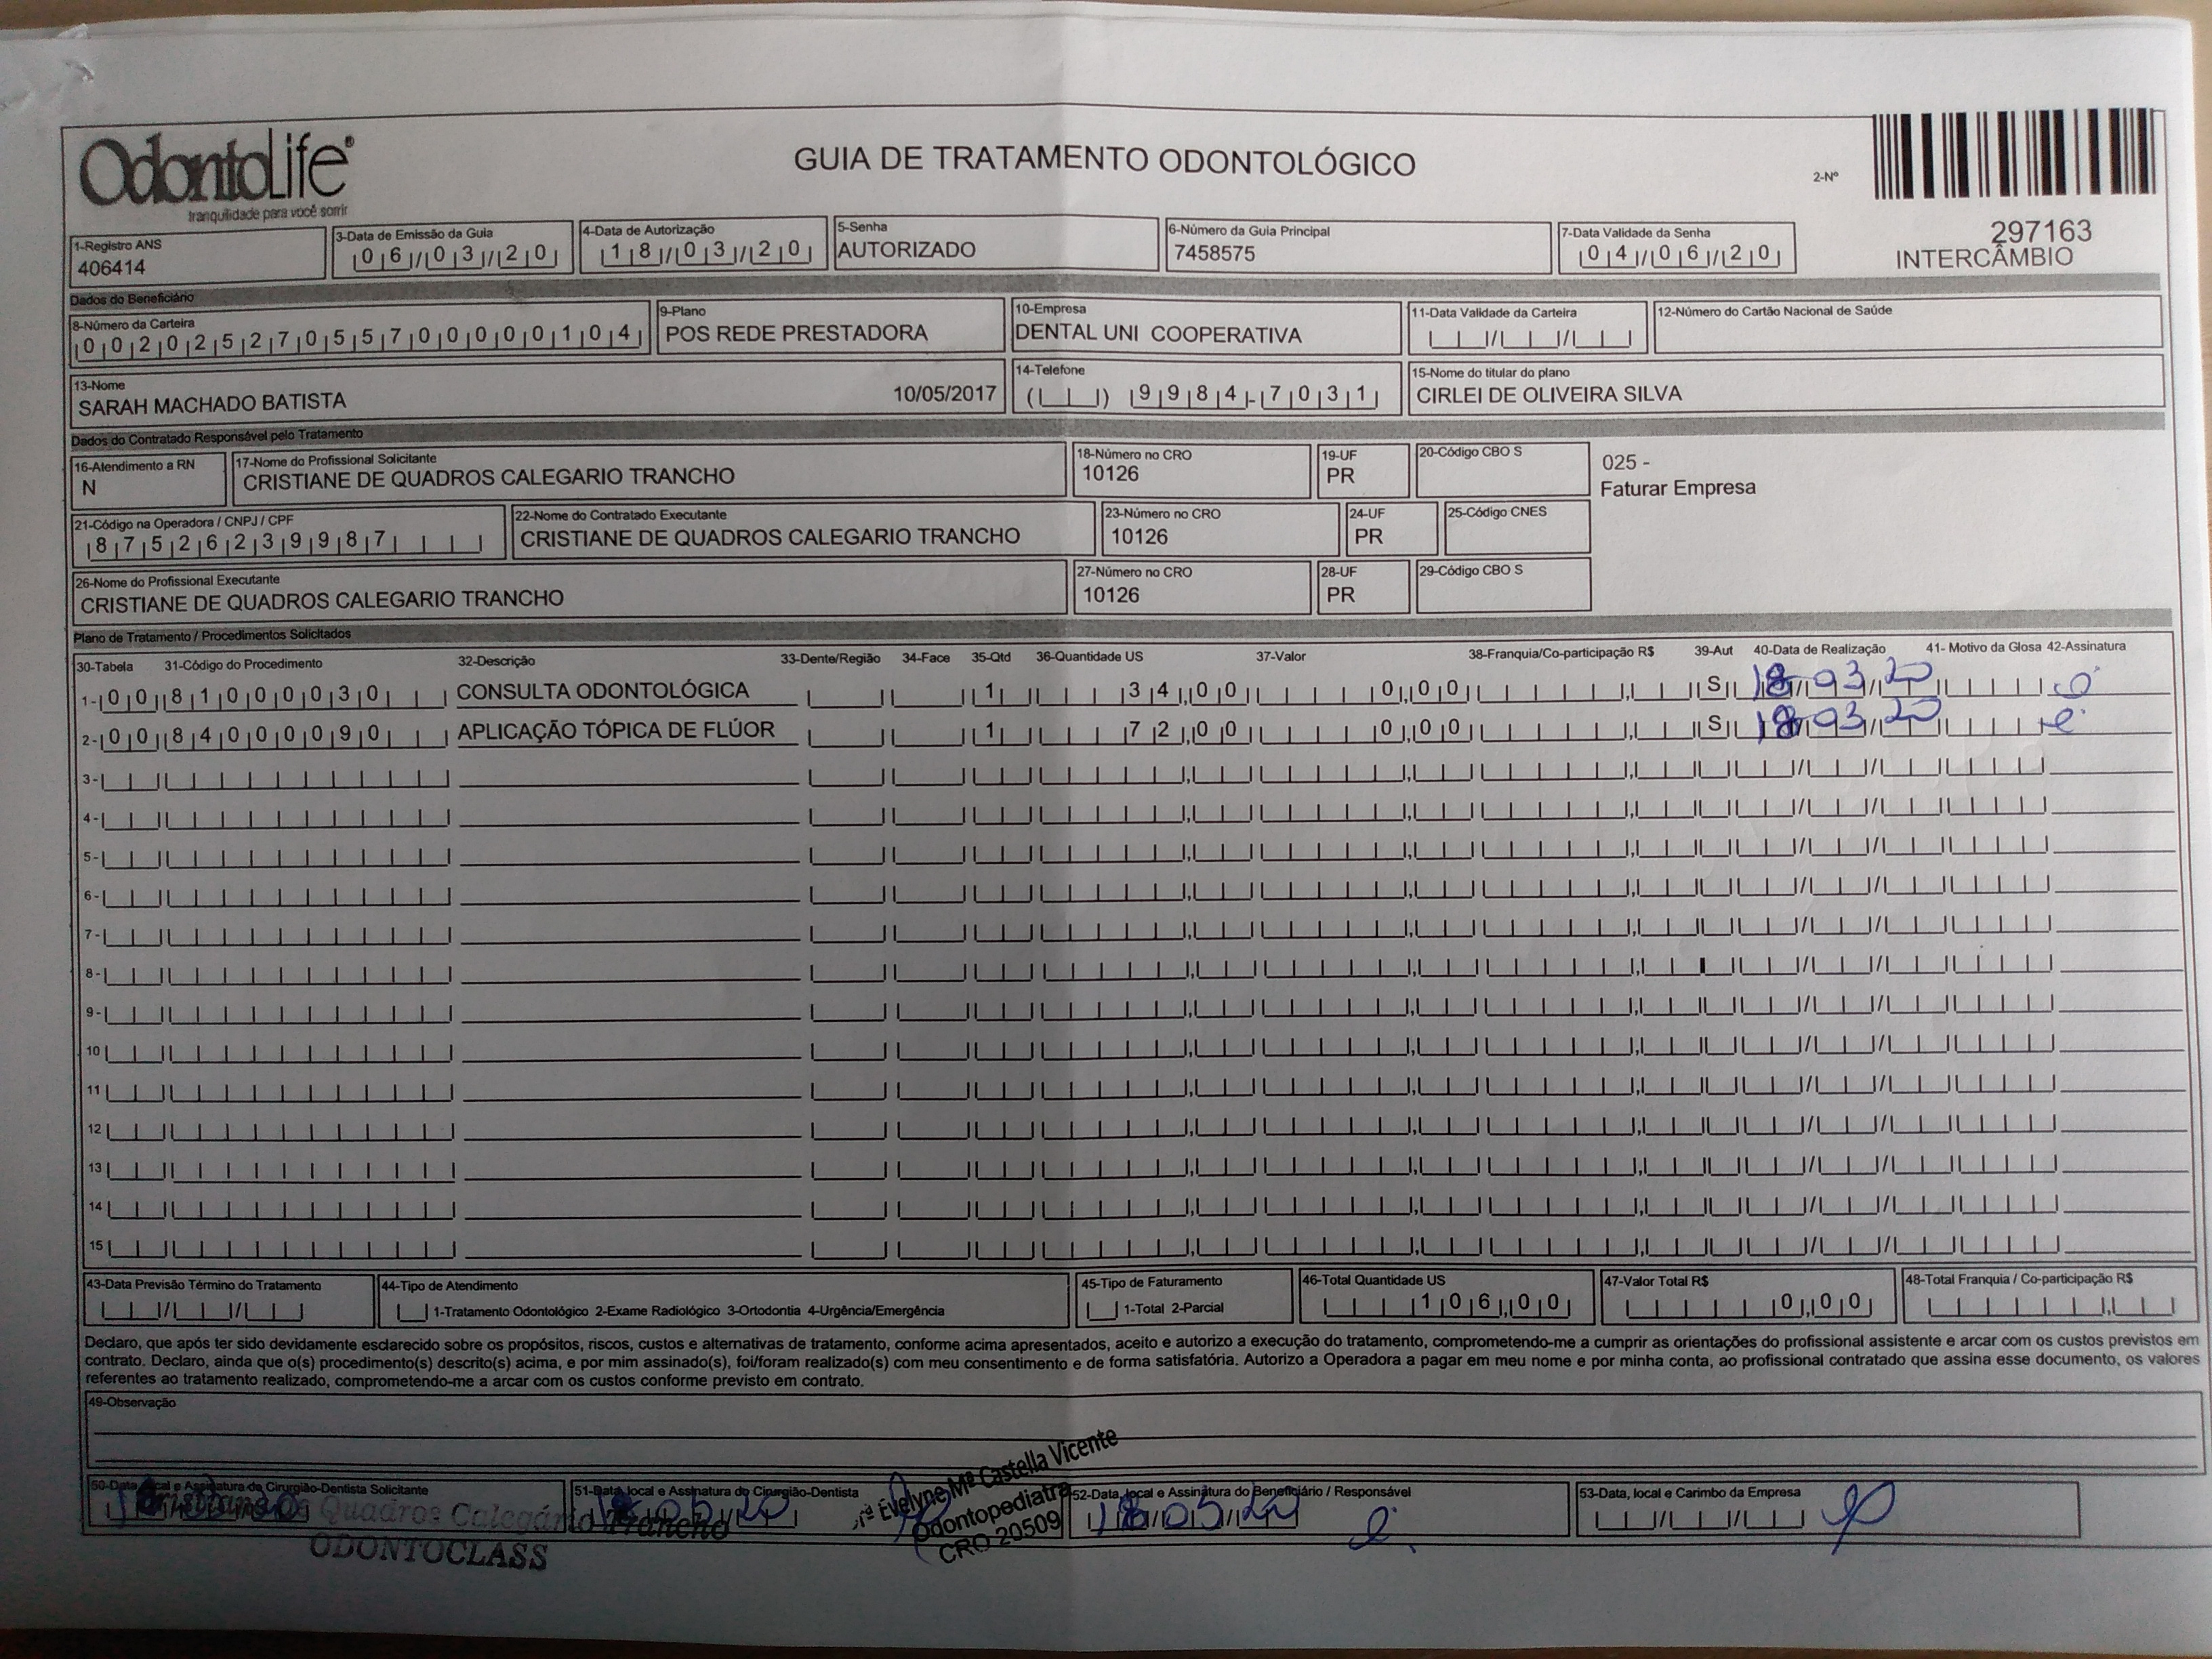 OdontoLife®
tranquilidade para você sorrir
GUIA DE TRATAMENTO ODONTOLÓGICO
2-Nº
297163
INTERCÂMBIO
1-Registro ANS
406414
3-Data de Emissão da Guia
06/03/20
4-Data de Autorização
18/03/20
5-Senha
AUTORIZADO
6-Número da Guia Principal
7458575
7-Data Validade da Senha
04/06/20
Dados do Beneficiário
8-Número da Carteira
00202527055700000104
9-Plano
POS REDE PRESTADORA
10-Empresa
DENTAL UNI COOPERATIVA
11-Data Validade da Carteira
12-Número do Cartão Nacional de Saúde
13-Nome
SARAH MACHADO BATISTA 10/05/2017
14-Telefone
( ) 9984-7031
15-Nome do titular do plano
CIRLEI DE OLIVEIRA SILVA
Dados do Contratado Responsável pelo Tratamento
16-Atendimento a RN
N
17-Nome do Profissional Solicitante
CRISTIANE DE QUADROS CALEGARIO TRANCHO
18-Número no CRO
10126
19-UF
PR
20-Código CBO S
025 -
Faturar Empresa
21-Código na Operadora / CNPJ / CPF
87526239987
22-Nome do Contratado Executante
CRISTIANE DE QUADROS CALEGARIO TRANCHO
23-Número no CRO
10126
24-UF
PR
25-Código CNES
26-Nome do Profissional Executante
CRISTIANE DE QUADROS CALEGARIO TRANCHO
27-Número no CRO
10126
28-UF
PR
29-Código CBO S
Plano de Tratamento / Procedimentos Solicitados
30-Tabela 31-Código do Procedimento 32-Descrição 33-Dente/Região 34-Face 35-Qtd 36-Quantidade US 37-Valor 38-Franquia/Co-participação R$ 39-Aut 40-Data de Realização 41- Motivo da Glosa 42-Assinatura
1- 00 81000030 CONSULTA ODONTOLÓGICA 1 34,00 0,00 S 18/03/20
2- 00 84000090 APLICAÇÃO TÓPICA DE FLÚOR 1 72,00 0,00 S 18/03/20
3-
4-
5-
6-
7-
8-
9-
10
11
12
13
14
15
43-Data Previsão Término do Tratamento
44-Tipo de Atendimento
1-Tratamento Odontológico 2-Exame Radiológico 3-Ortodontia 4-Urgência/Emergência
45-Tipo de Faturamento
1-Total 2-Parcial
46-Total Quantidade US
106,00
47-Valor Total R$
0,00
48-Total Franquia / Co-participação R$
Declaro, que após ter sido devidamente esclarecido sobre os propósitos, riscos, custos e alternativas de tratamento, conforme acima apresentados, aceito e autorizo a execução do tratamento, comprometendo-me a cumprir as orientações do profissional assistente e arcar com os custos previstos em
contrato. Declaro, ainda que o(s) procedimento(s) descrito(s) acima, e por mim assinado(s), foi/foram realizado(s) com meu consentimento e de forma satisfatória. Autorizo a Operadora a pagar em meu nome e por minha conta, ao profissional contratado que assina esse documento, os valores
referentes ao tratamento realizado, comprometendo-me a arcar com os custos conforme previsto em contrato.
49-Observação
50-Data, local e Assinatura do Cirurgião-Dentista Solicitante
Cristiane de Quadros Calegário Trancho
ODONTOCLASS
51-Data, local e Assinatura do Cirurgião-Dentista
18/03/20
Evelyne Mª Castella Vicente
Odontopediatra
CRO 20509
52-Data, local e Assinatura do Beneficiário / Responsável
18/03/20
53-Data, local e Carimbo da Empresa